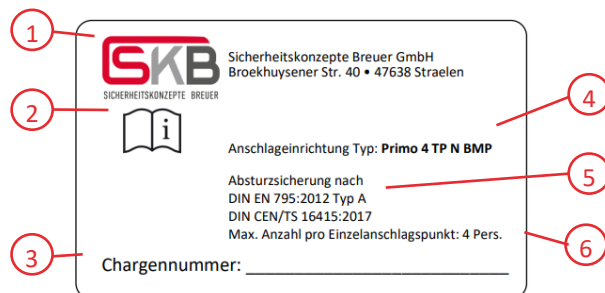 1
SKB
SICHERHEITSKONZEPTE BREUER
Sicherheitskonzepte Breuer GmbH
Broekhuysener Str. 40 • 47638 Straelen
2
i
4
Anschlageinrichtung Typ: Primo 4 TP N BMP
5
Absturzsicherung nach
DIN EN 795:2012 Typ A
DIN CEN/TS 16415:2017
Max. Anzahl pro Einzelanschlagspunkt: 4 Pers.
6
3
Chargennummer: ____________________________